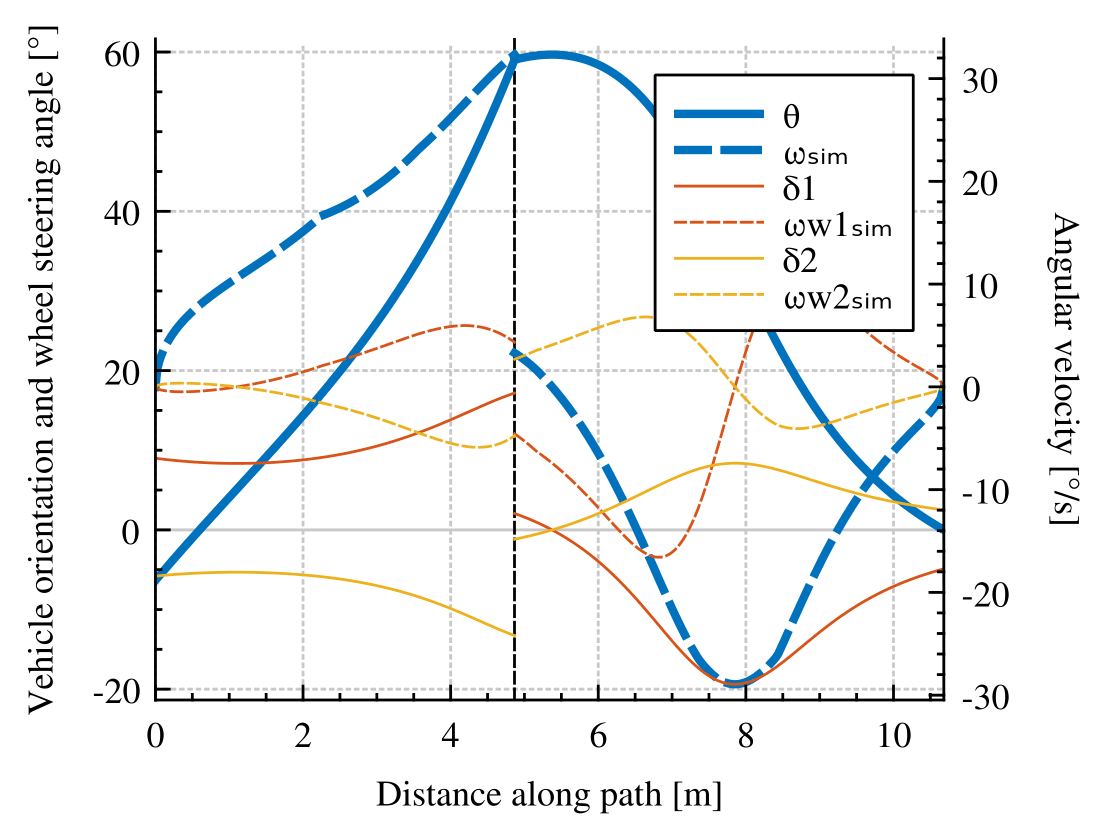 Vehicle orientation and wheel steering angle [°]
60
40
20
0
-20
θ
ωsim
δ1
ωw1sim
δ2
ωw2sim
30
20
10
0
-10
-20
-30
Angular velocity [°/s]
0 2 4 6 8 10
Distance along path [m]